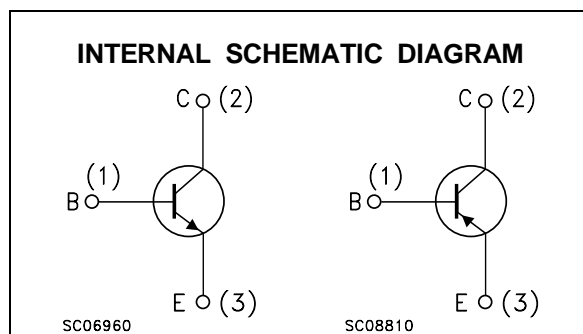 INTERNAL SCHEMATIC DIAGRAM
C (2)
C (2)
(1)
(1)
B
B
E (3)
E (3)
SC06960
SC08810